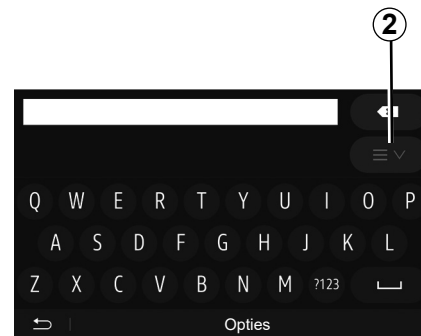 2
Q W E R T Y U I O P
A S D F G H J K L
Z X C V B N M ?123
Opties